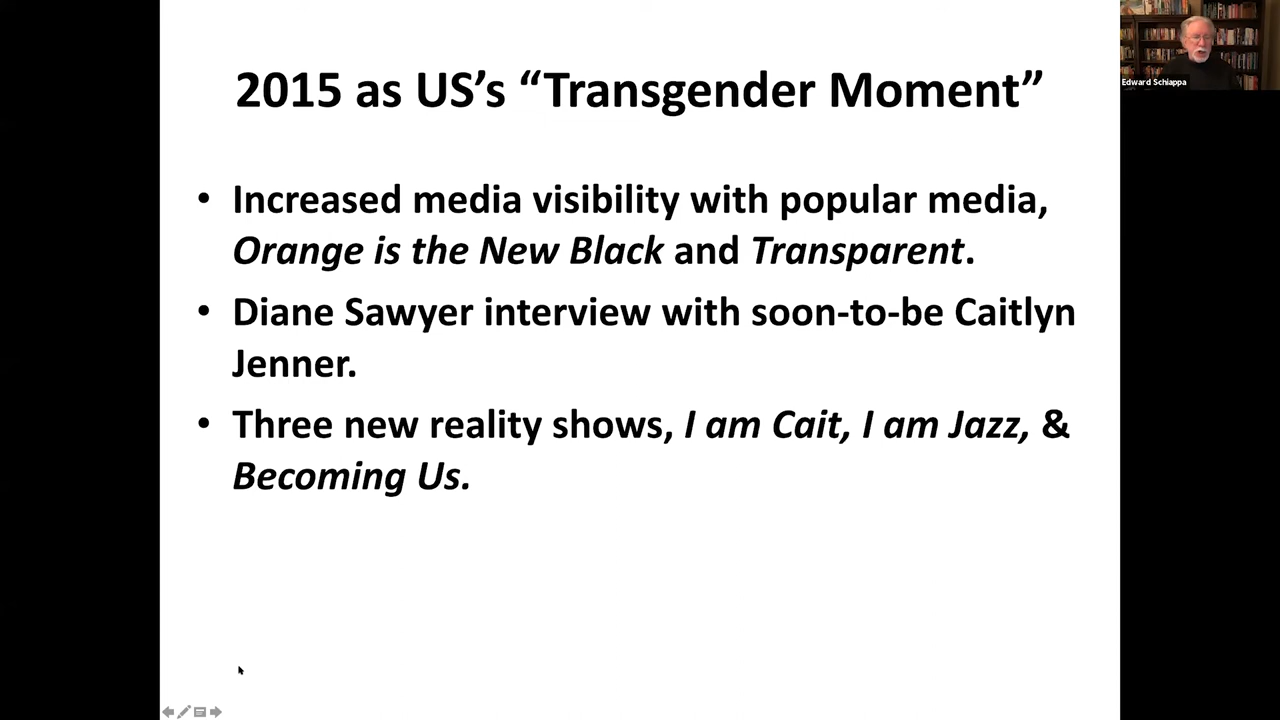 2015 as US’s “Transgender Moment”
• Increased media visibility with popular media,
Orange is the New Black and Transparent.
• Diane Sawyer interview with soon-to-be Caitlyn
Jenner.
• Three new reality shows, I am Cait, I am Jazz, &
Becoming Us.
Edward Schiappa